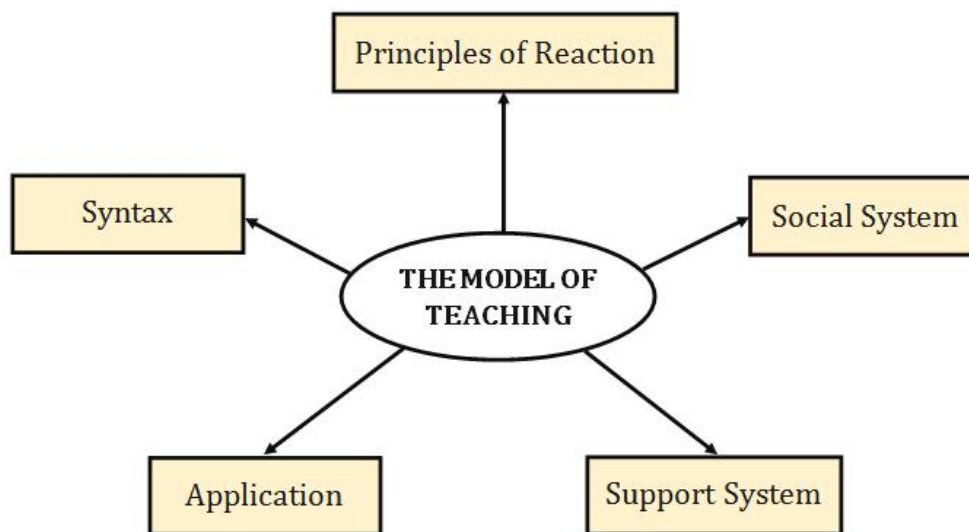 Principles of Reaction
Syntax
Social System
THE MODEL OF
TEACHING
Application
Support System